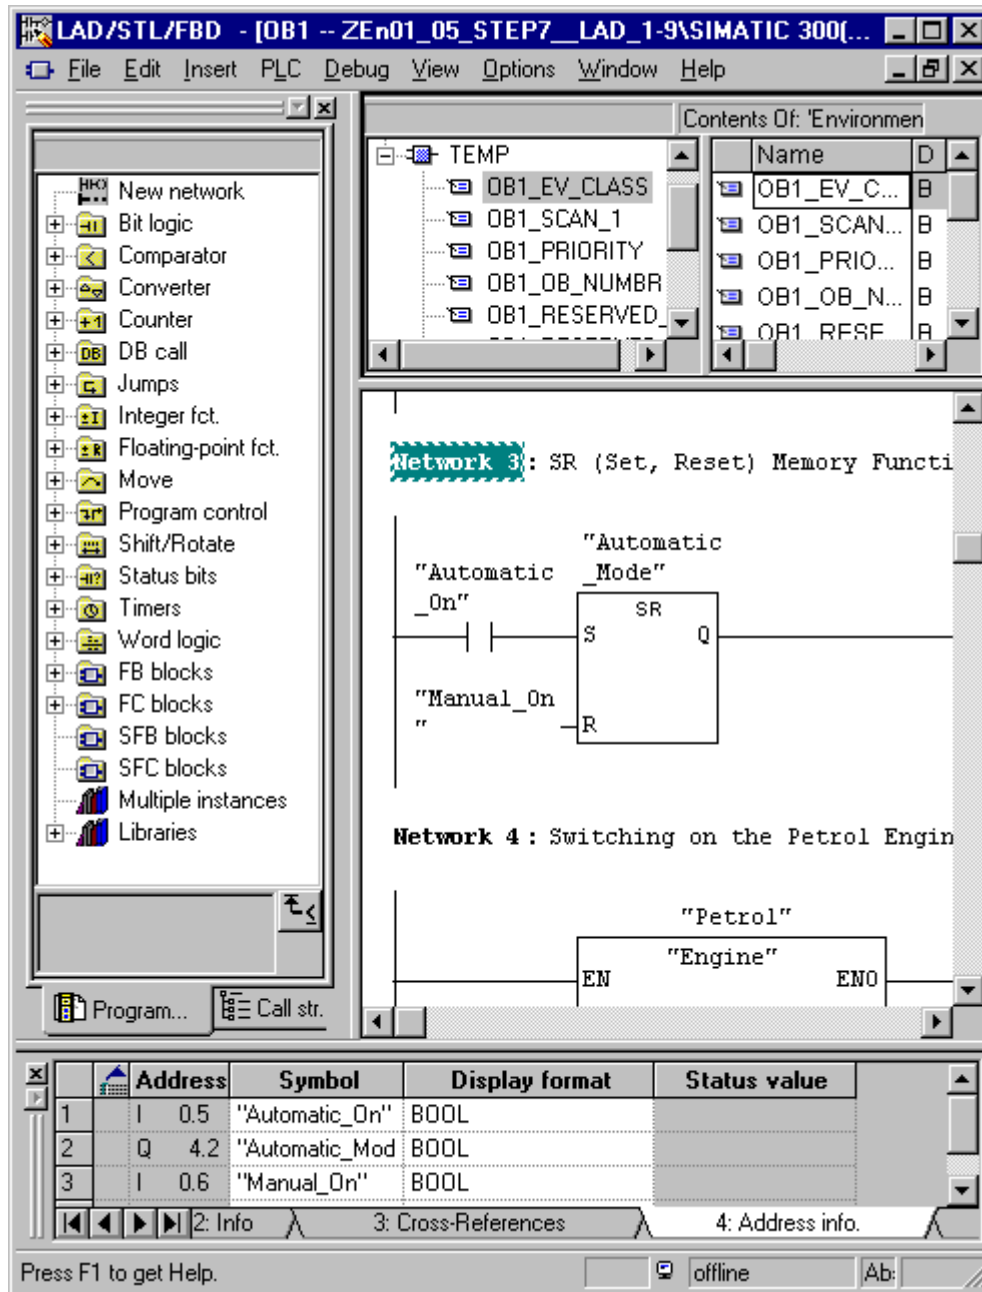 LAD/STL/FBD - [OB1 -- ZEn01_05_STEP7__LAD_1-9\SIMATIC 300(...
File Edit Insert PLC Debug View Options Window Help
New network
Bit logic
Comparator
Converter
Counter
DB call
Jumps
Integer fct.
Floating-point fct.
Move
Program control
Shift/Rotate
Status bits
Timers
Word logic
FB blocks
FC blocks
SFB blocks
SFC blocks
Multiple instances
Libraries
Program...
Call str.
TEMP
OB1_EV_CLASS
OB1_SCAN_1
OB1_PRIORITY
OB1_OB_NUMBR
OB1_RESERVED_
Contents Of: 'Environmen
Name D
OB1_EV_C... B
OB1_SCAN... B
OB1_PRIO... B
OB1_OB_N... B
OB1_RESE B
Network 3: SR (Set, Reset) Memory Functi
"Automatic
_Mode"
"Automatic
_On"
SR
S Q
"Manual_On
"
R
Network 4: Switching on the Petrol Engin
"Petrol"
"Engine"
EN ENO
Address Symbol Display format Status value
1 I 0.5 "Automatic_On" BOOL
2 Q 4.2 "Automatic_Mod BOOL
3 I 0.6 "Manual_On" BOOL
2: Info 3: Cross-References 4: Address info.
Press F1 to get Help. offline Ab: